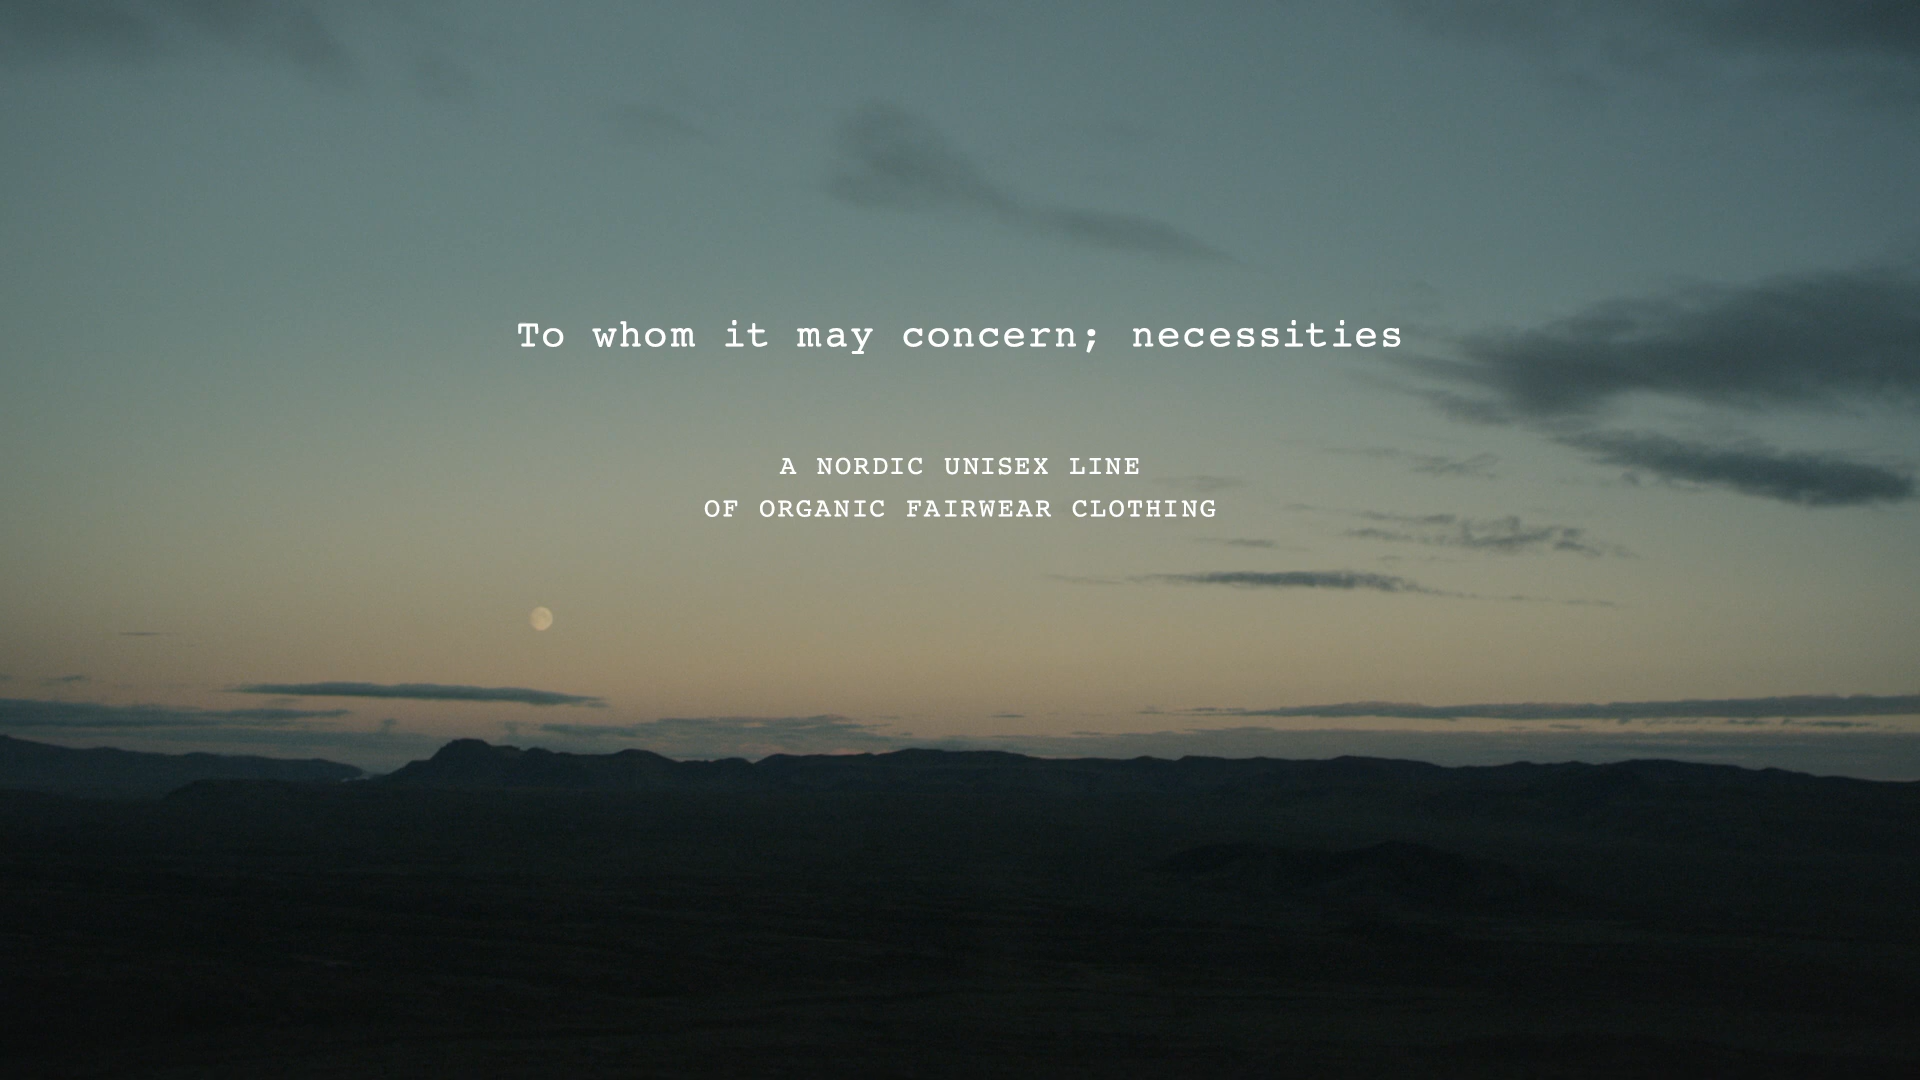 To whom it may concern; necessities
A NORDIC UNISEX LINE
OF ORGANIC FAIRWEAR CLOTHING